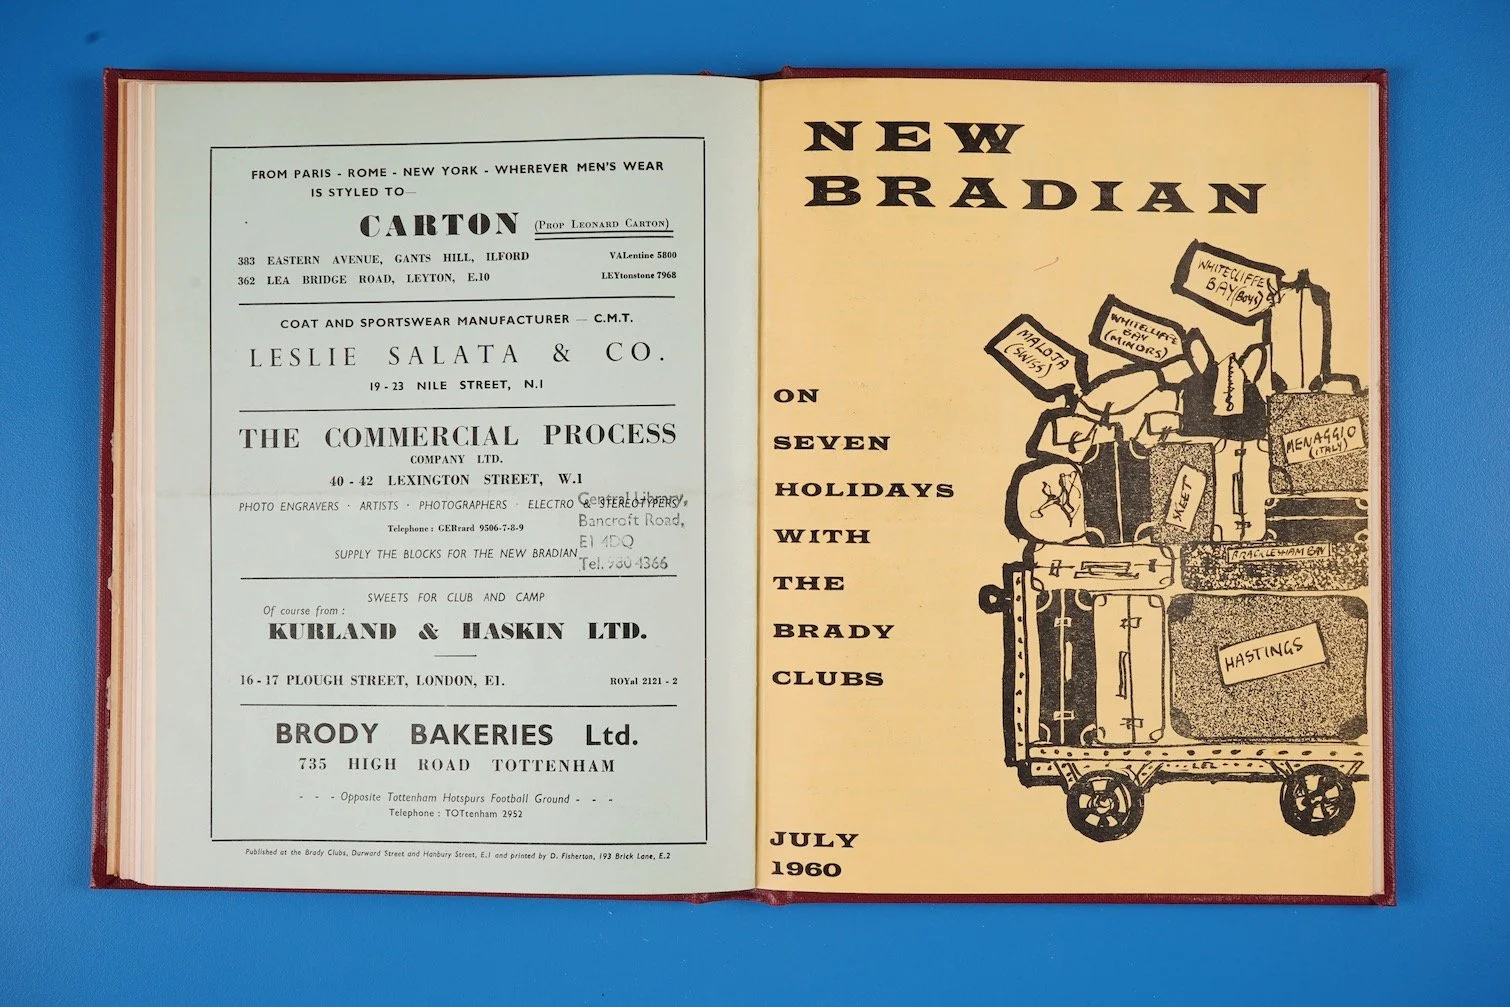 FROM PARIS - ROME - NEW YORK - WHEREVER MEN'S WEAR
IS STYLED TO—
CARTON (PROP LEONARD CARTON)
383 EASTERN AVENUE, GANTS HILL, ILFORD VALentine 5800
362 LEA BRIDGE ROAD, LEYTON, E.10 LEYtonstone 7968
COAT AND SPORTSWEAR MANUFACTURER — C.M.T.
LESLIE SALATA & CO.
19-23 NILE STREET, N.1
THE COMMERCIAL PROCESS
COMPANY LTD.
40-42 LEXINGTON STREET, W.1
PHOTO ENGRAVERS · ARTISTS · PHOTOGRAPHERS · ELECTRO & STEREOTYPERS
Telephone: GERrard 9506-7-8-9
SUPPLY THE BLOCKS FOR THE NEW BRADIAN
Central Library,
Bancroft Road,
E1 4DQ
Tel. 980 4366
SWEETS FOR CLUB AND CAMP
Of course from:
KURLAND & HASKIN LTD.
16-17 PLOUGH STREET, LONDON, E1. ROYal 2121-2
BRODY BAKERIES Ltd.
735 HIGH ROAD TOTTENHAM
- - - Opposite Tottenham Hotspurs Football Ground - - -
Telephone: TOTtenham 2952
Published at the Brady Clubs, Durward Street and Hanbury Street, E.1 and printed by D. Fisherton, 193 Brick Lane, E.2
NEW
BRADIAN
WHITECLIFFE
BAY (Boys)
WHITECLIFFE
BAY
(MINORS)
MALOJA
(SWISS)
ON
SEVEN
HOLIDAYS
WITH
THE
BRADY
CLUBS
MENAGGIO
(ITALY)
SKEET
BRACKLESHAM BAY
HASTINGS
LEL
JULY
1960